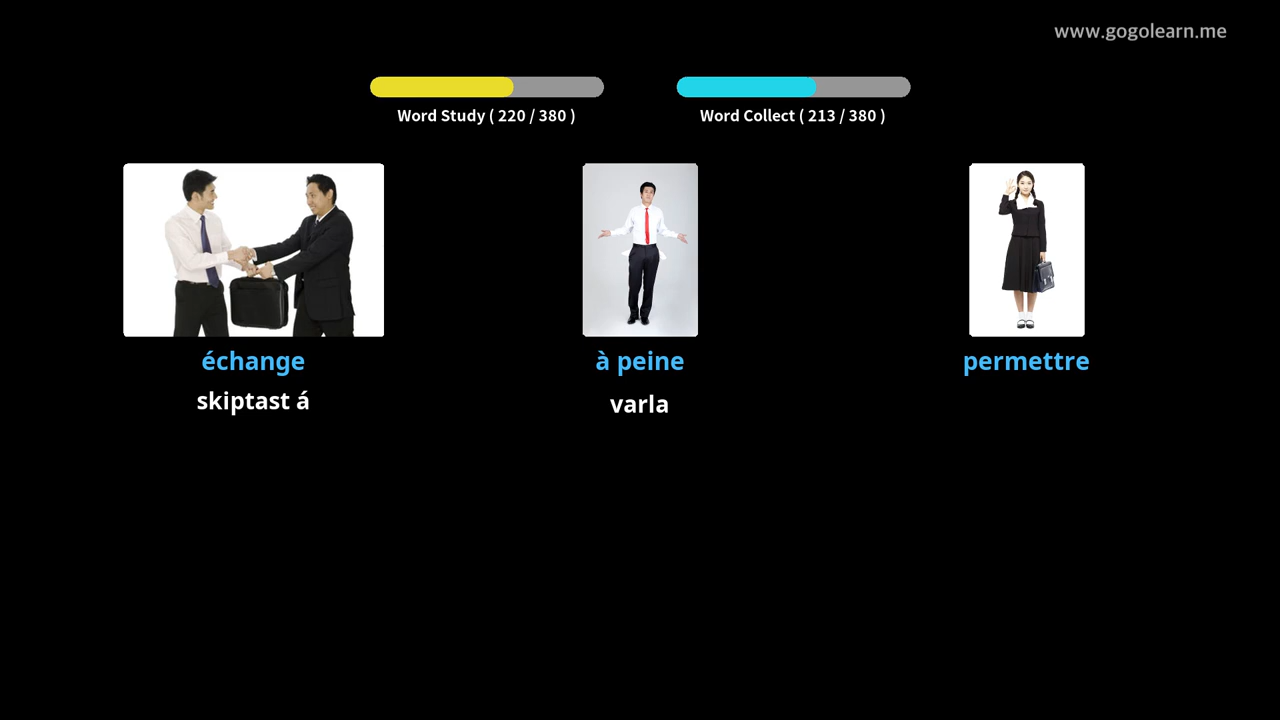 www.gogolearn.me
Word Study ( 220 / 380 )
Word Collect ( 213 / 380 )
échange
à peine
permettre
skiptast á
varla